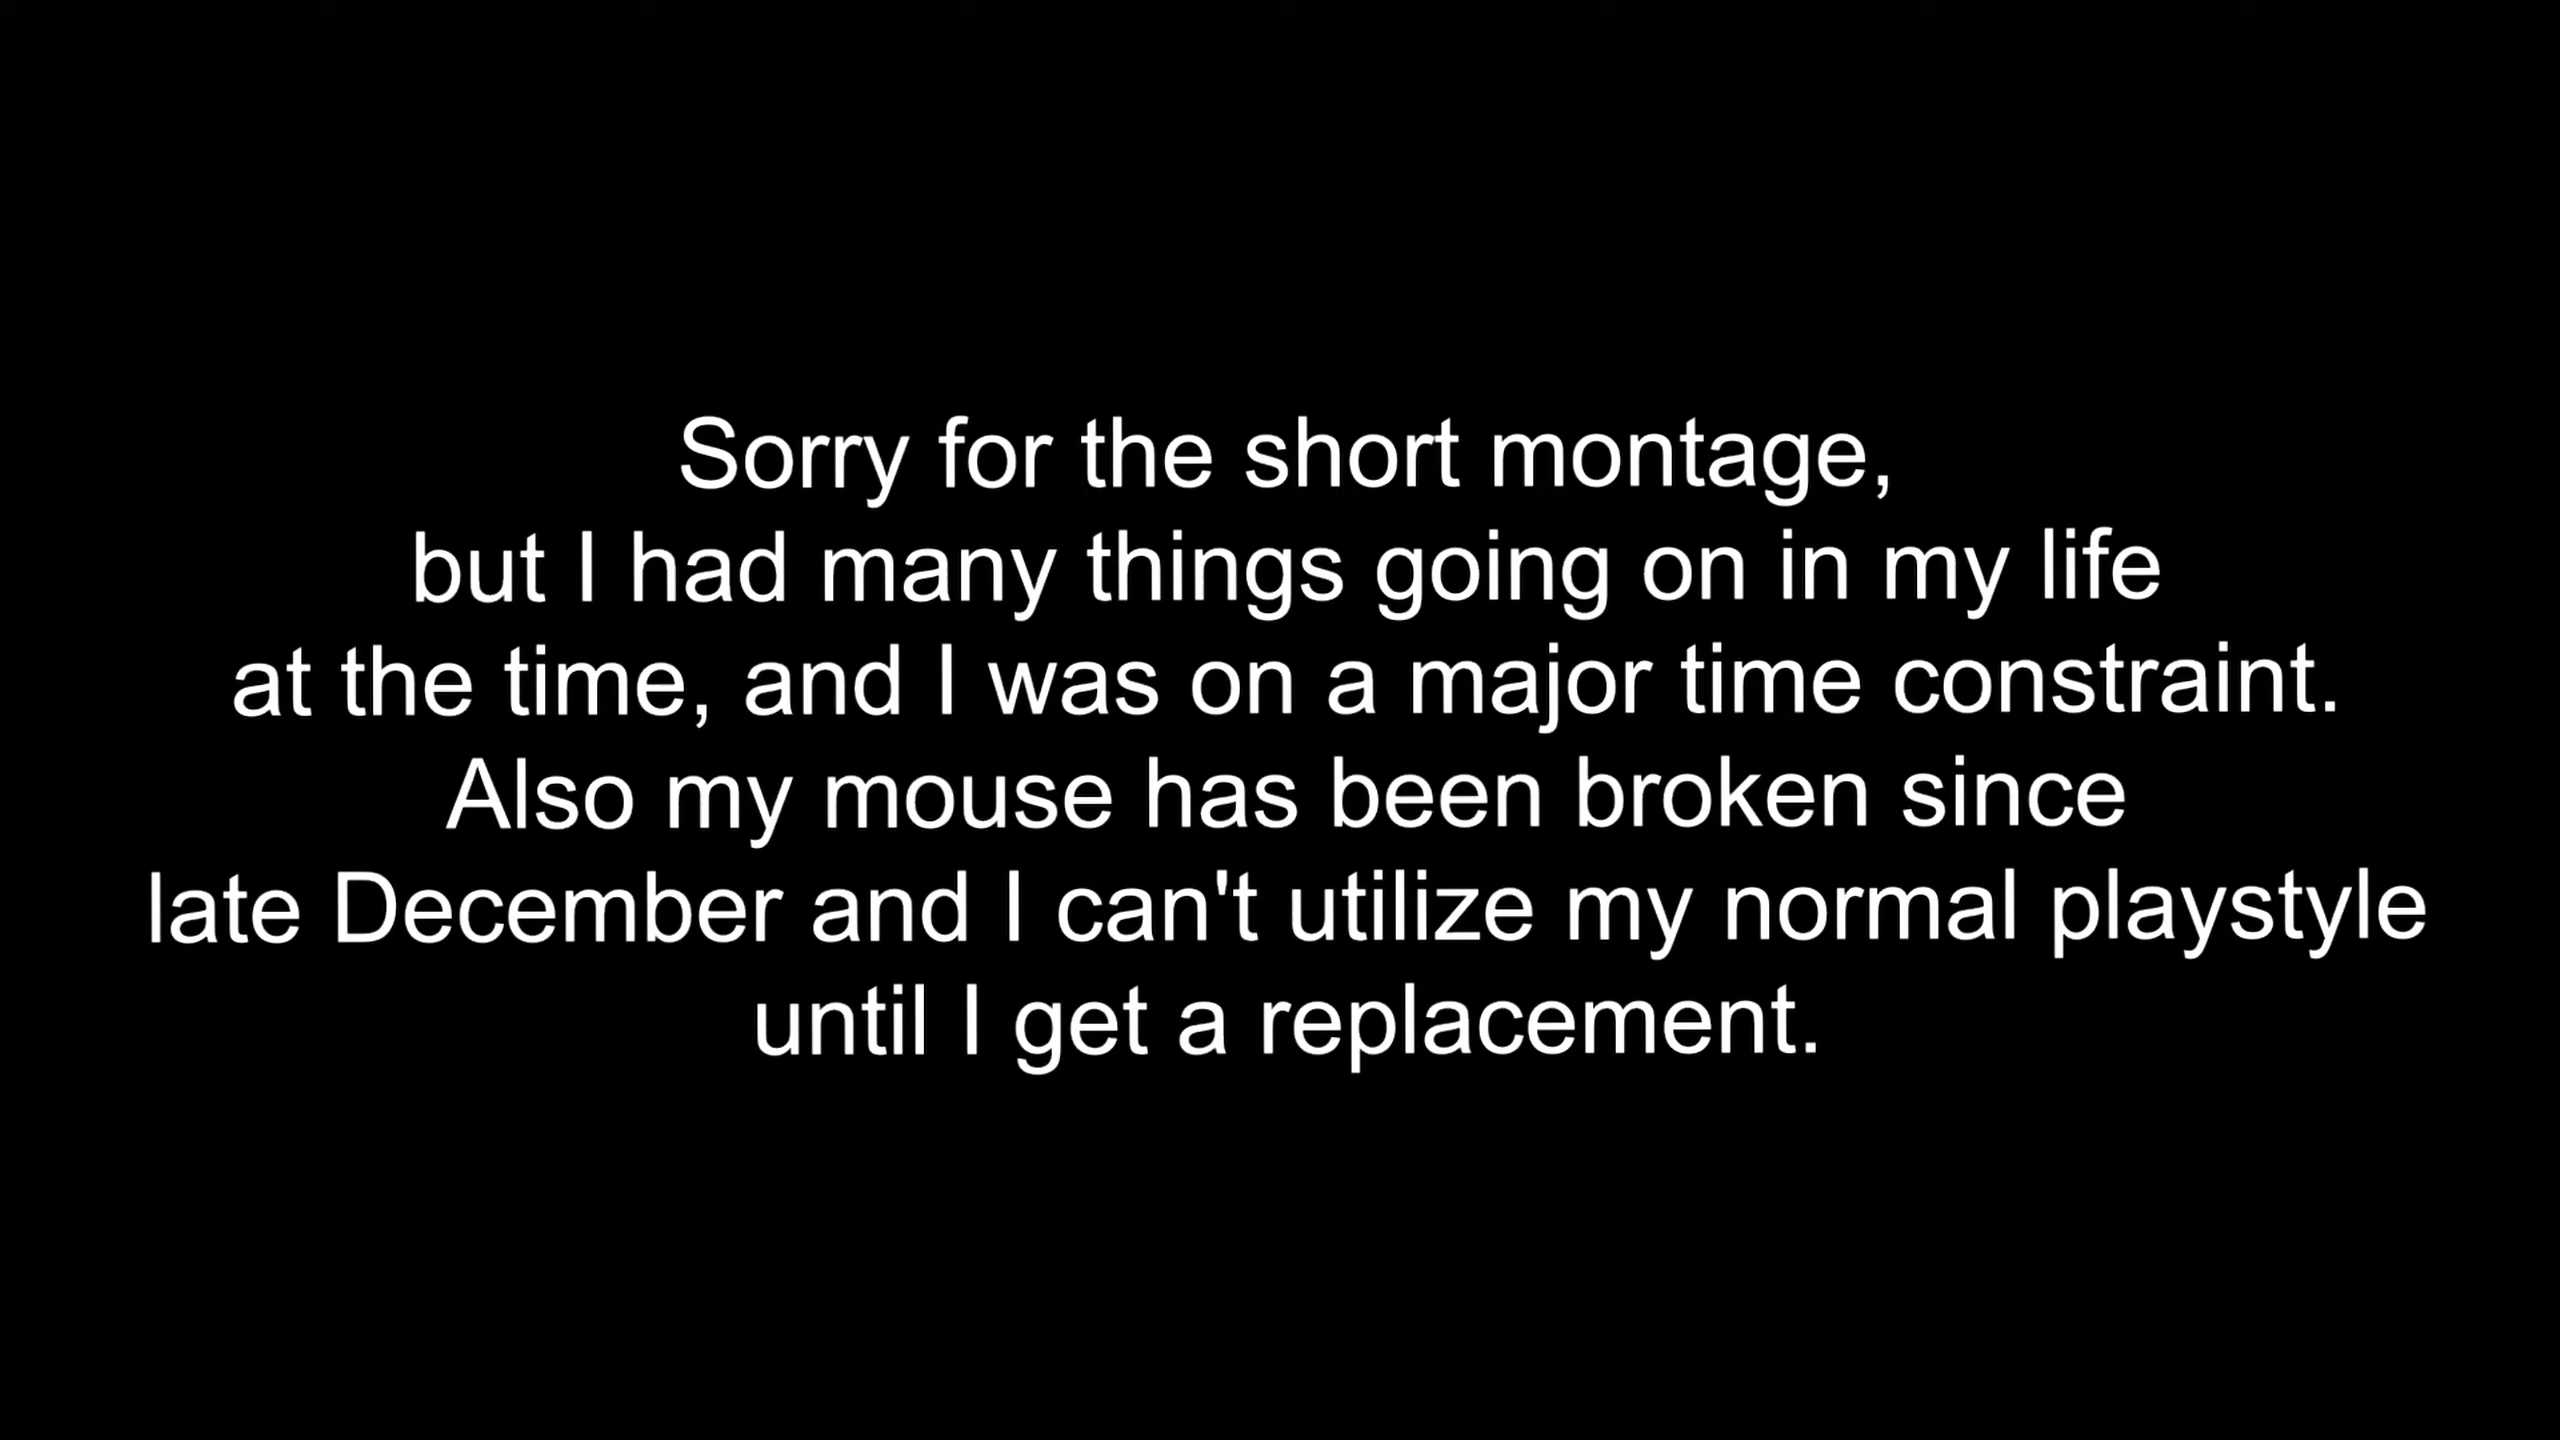 Sorry for the short montage,
but I had many things going on in my life
at the time, and I was on a major time constraint.
Also my mouse has been broken since
late December and I can't utilize my normal playstyle
until I get a replacement.